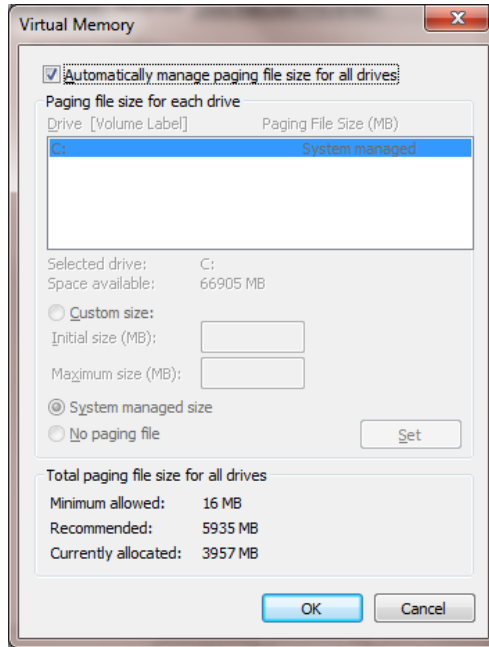 Virtual Memory
Automatically manage paging file size for all drives
Paging file size for each drive
Drive [Volume Label] Paging File Size (MB)
C: System managed
Selected drive: C:
Space available: 66905 MB
Custom size:
Initial size (MB):
Maximum size (MB):
System managed size
No paging file Set
Total paging file size for all drives
Minimum allowed: 16 MB
Recommended: 5935 MB
Currently allocated: 3957 MB
OK Cancel